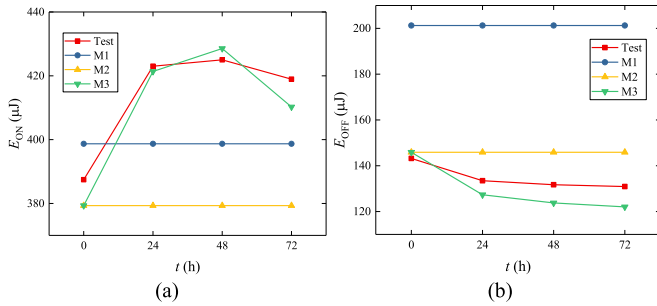 440
420
400
380
E_ON (μJ)
Test
M1
M2
M3
0 24 48 72
t (h)
(a)
200
180
160
140
120
E_OFF (μJ)
Test
M1
M2
M3
0 24 48 72
t (h)
(b)